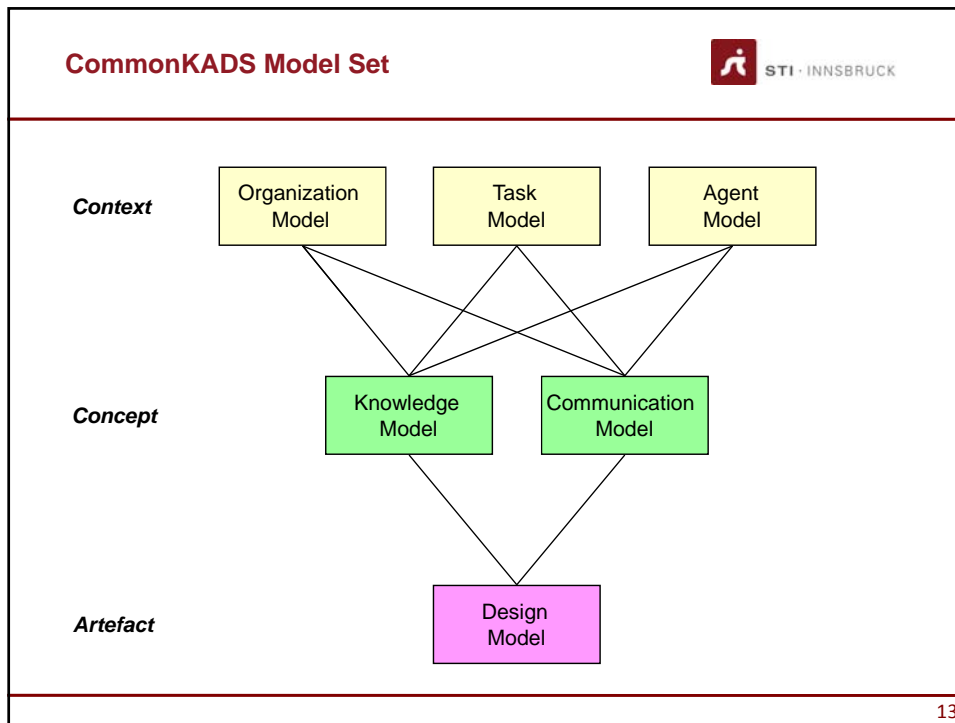 CommonKADS Model Set
STI · INNSBRUCK
Context
Organization
Model
Task
Model
Agent
Model
Concept
Knowledge
Model
Communication
Model
Artefact
Design
Model
13